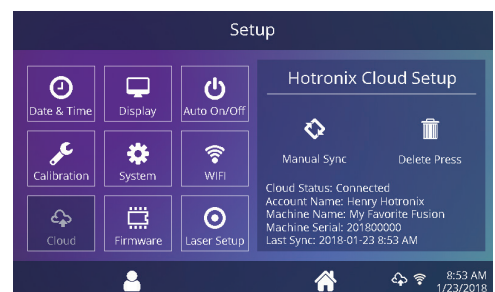 Setup
Date & Time
Display
Auto On/Off
Calibration
System
WIFI
Cloud
Firmware
Laser Setup
Hotronix Cloud Setup
Manual Sync
Delete Press
Cloud Status: Connected
Account Name: Henry Hotronix
Machine Name: My Favorite Fusion
Machine Serial: 201800000
Last Sync: 2018-01-23 8:53 AM
8:53 AM
1/23/2018